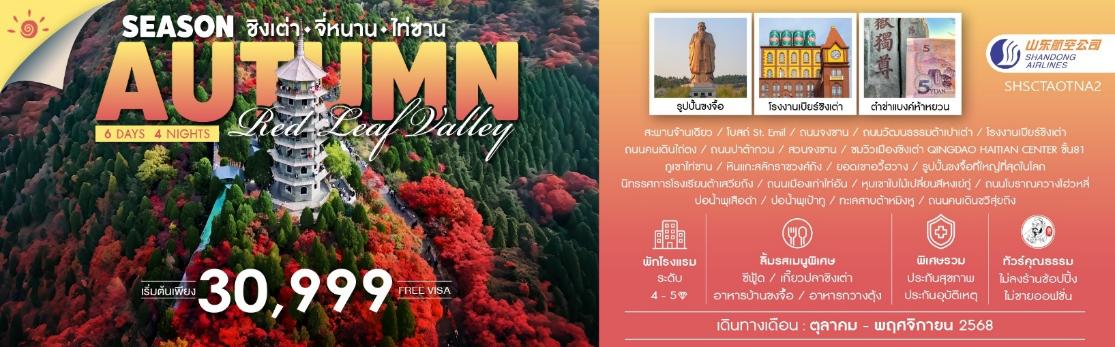 SEASON ชิงเต่า • จี่หนาน • ไท่ซาน
AUTUMN
6 DAYS 4 NIGHTS
Red Leaf Valley
เริ่มต้นเพียง 30,999 FREE VISA
รูปปั้นขงจื้อ
โรงงานเบียร์ชิงเต่า
獄獨尊
5
5 YUAN
ตำข่าแบงค์ห้าหยวน
山东航空公司
SHANDONG AIRLINES
SHSCTAOTNA2
สะพานจ้านเฉียว / โบสถ์ St. Emil / ถนนจงซาน / ถนนวัฒนธรรมต้าเปาเต่า / โรงงานเบียร์ชิงเต่า
ถนนคนเดินไถ่ตง / ถนนปาต้ากวน / สวนจงซาน / ชมวิวเมืองชิงเต่า QINGDAO HAITIAN CENTER ชั้น81
ภูเขาไท่ซาน / หินแกะสลักราชวงค์ถัง / ยอดเขาอวี้ฮวาง / รูปปั้นขงจื้อที่ใหญ่ที่สุดในโลก
นิทรรศการโรงเรียนต้าเสวียถัง / ถนนเมืองเก่าไท่อัน / หุบเขาใบไม้เปลี่ยนสีหงเย่กู่ / ถนนโบราณควางโฮ่วหลี่
บ่อน้ำพุเสือดำ / บ่อน้ำพุเป้าทู / ทะเลสาบต้าหมิงหู / ถนนคนเดินชวีสุ่ยถิง
พักโรงแรม
ระดับ
4 - 5
ลิ้มรสเมนูพิเศษ
ซีฟู้ด / เกี๊ยวปลาชิงเต่า
อาหารบ้านขงจื้อ / อาหารกวางตุ้ง
พิเศษรวม
ประกันสุขภาพ
ประกันอุบัติเหตุ
ทัวร์คุณธรรม
ไม่ลงร้านช้อปปิ้ง
ไม่ขายออฟชั่น
เดินทางเดือน : ตุลาคม - พฤศจิกายน 2568